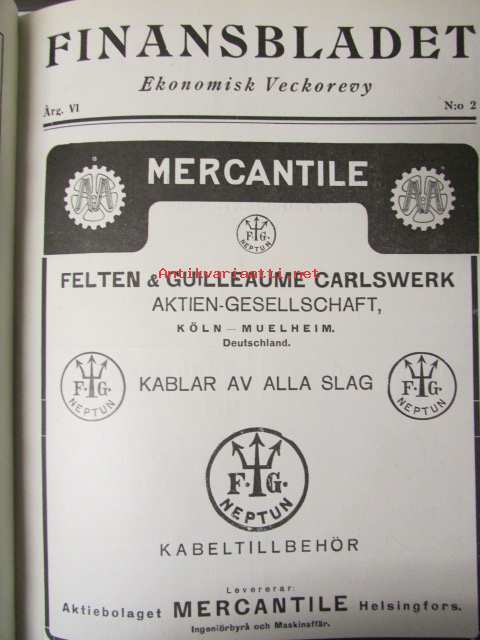 FINANSBLADET
Ekonomisk Veckorevy
Årg. VI N:o 2
MERCANTILE
F G
NEPTUN
FELTEN & GUILLEAUME CARLSWERK
Antikvariantti.net
AKTIEN-GESELLSCHAFT,
KÖLN — MUELHEIM.
Deutschland.
F G
NEPTUN
KABLAR AV ALLA SLAG
F G
NEPTUN
F. G.
NEPTUN
KABELTILLBEHÖR
Levererar:
Aktiebolaget MERCANTILE Helsingfors.
Ingeniörbyrå och Maskinaffär.